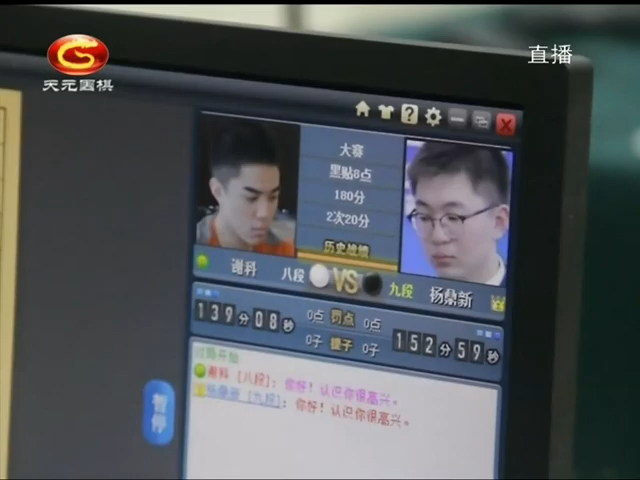 天元围棋
直播
大赛
黑贴8点
180分
2次20分
历史战绩
谢科 八段 VS 九段 杨鼎新
139分08秒 0点 罚点 0点
0子 提子 0子 152分59秒
对局开始
谢科 [八段]: 你好！认识你很高兴。
杨鼎新 [九段]: 你好！认识你很高兴。
暂停